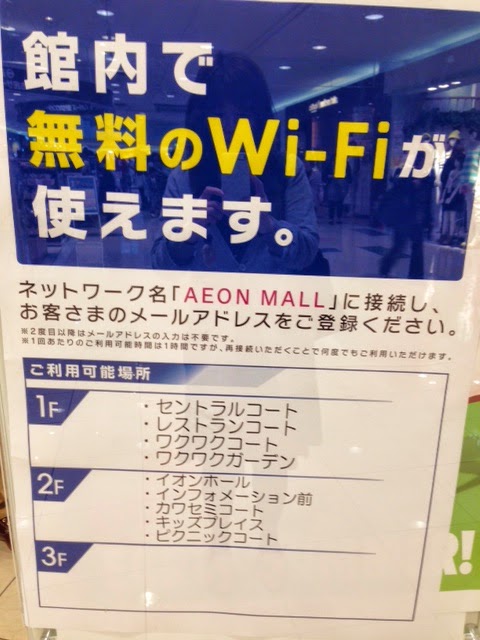 館内で
無料のWi-Fiが
使えます。
ネットワーク名「AEON MALL」に接続し、
お客さまのメールアドレスをご登録ください。
※2度目以降はメールアドレスの入力は不要です。
※1回あたりのご利用可能時間は1時間ですが、再接続いただくことで何度でもご利用いただけます。
ご利用可能場所
1F
・セントラルコート
・レストランコート
・ワクワクコート
・ワクワクガーデン
2F
・イオンホール
・インフォメーション前
・カワセミコート
・キッズプレイス
・ピクニックコート
3F
R!